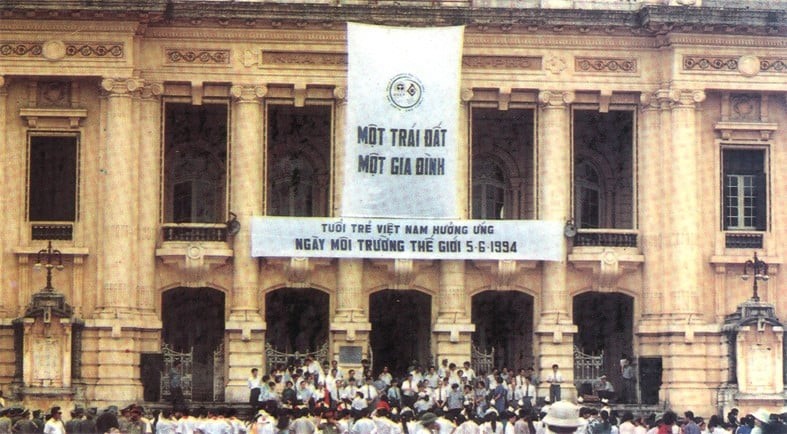 MỘT TRÁI ĐẤT
MỘT GIA ĐÌNH
TUỔI TRẺ VIỆT NAM HƯỞNG ỨNG
NGÀY MÔI TRƯỜNG THẾ GIỚI 5-6-1994